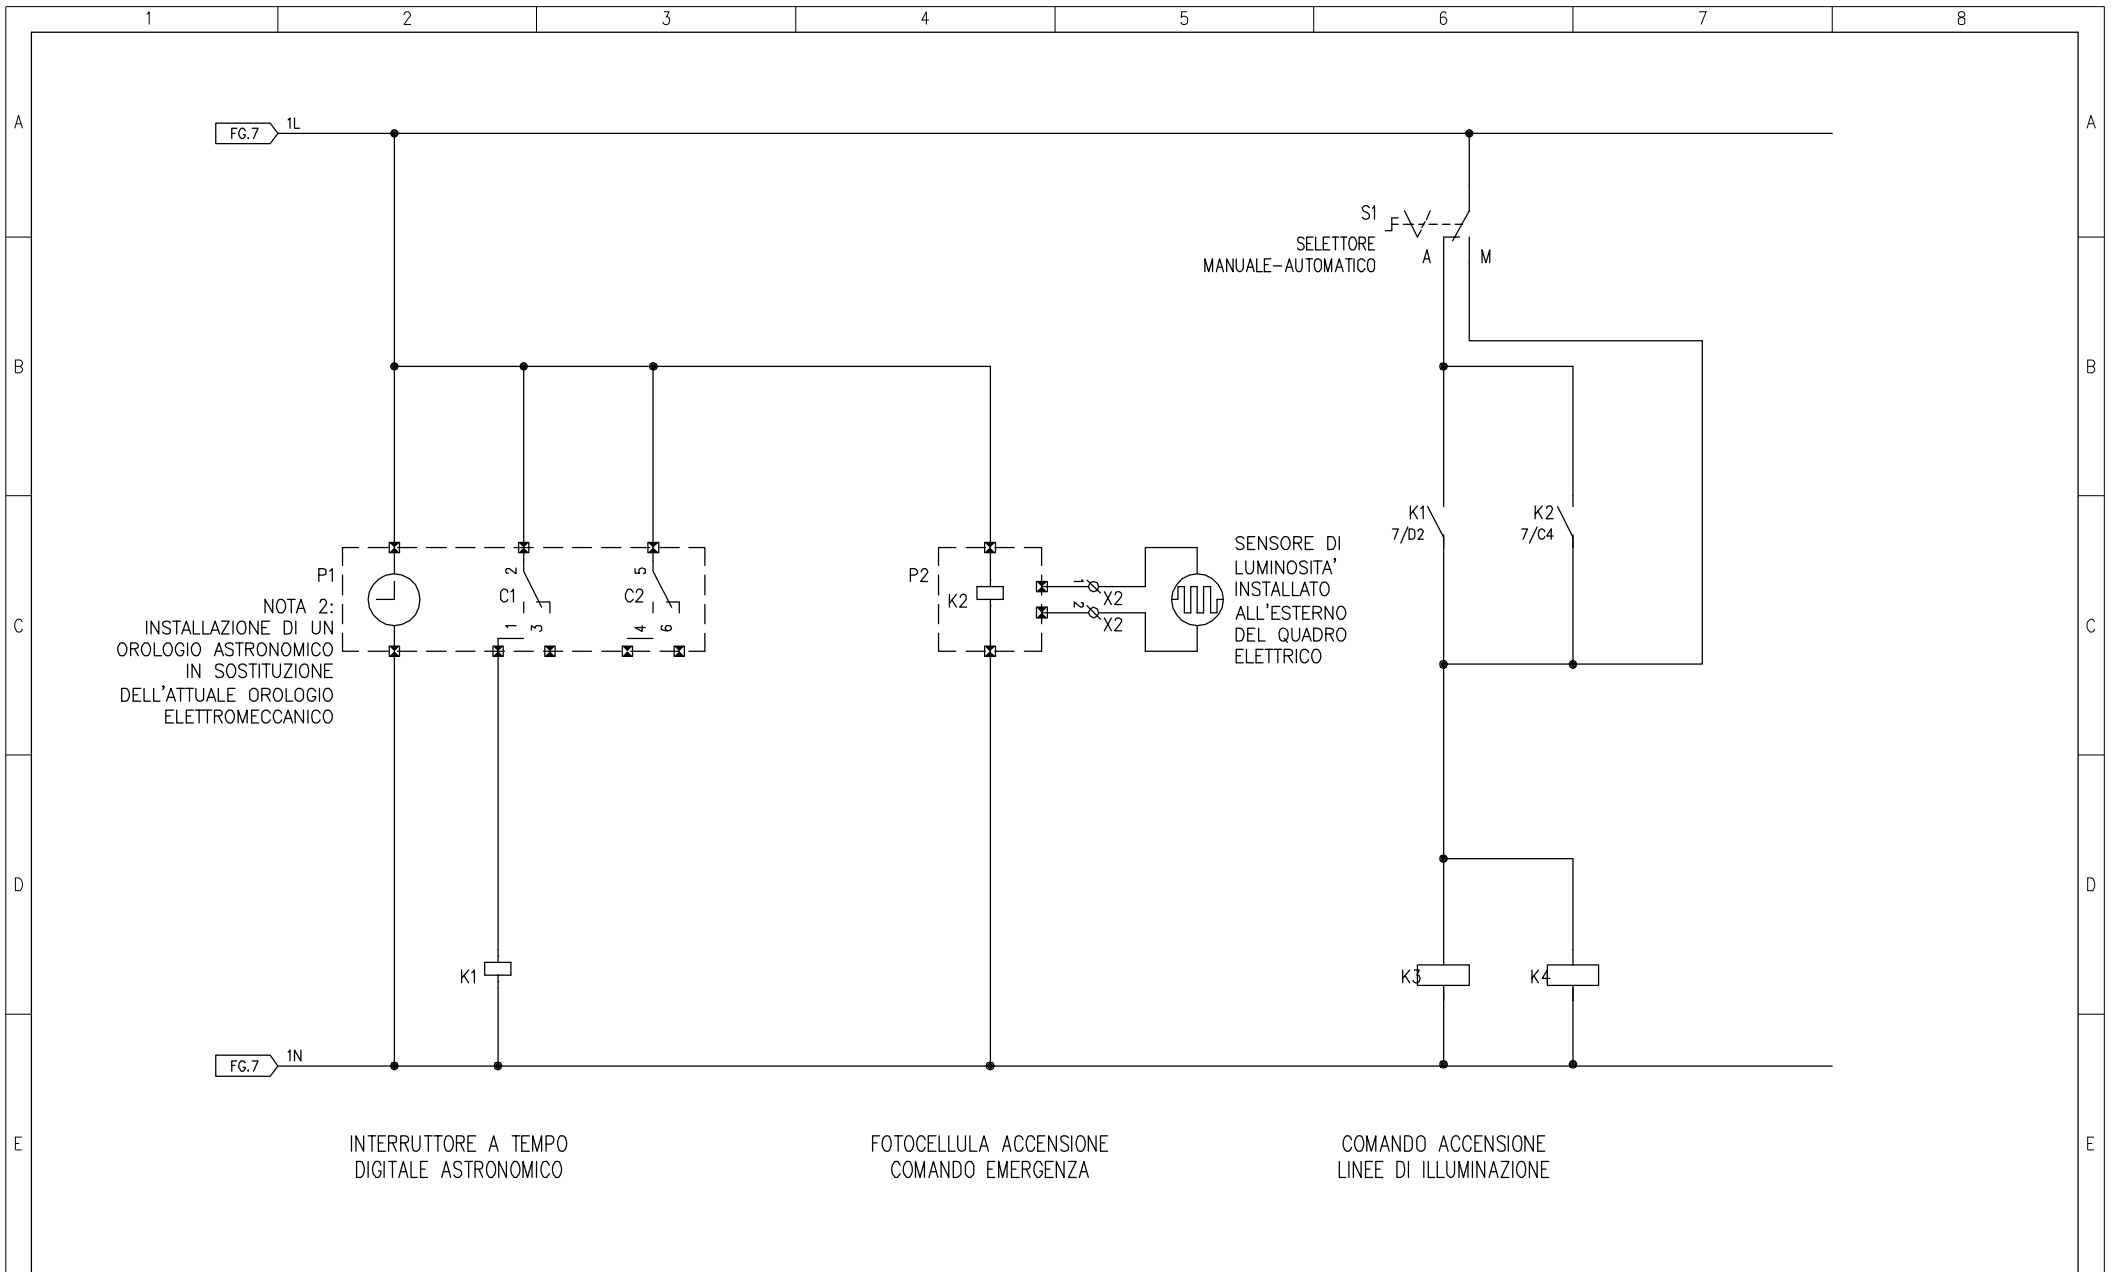 1 2 3 4 5 6 7 8
A A
FG.7 1L
S1
SELETTORE
MANUALE-AUTOMATICO
A M
B B
K1
7/D2
K2
7/C4
P1
NOTA 2:
INSTALLAZIONE DI UN
OROLOGIO ASTRONOMICO
IN SOSTITUZIONE
DELL'ATTUALE OROLOGIO
ELETTROMECCANICO
2
C1
1 3
5
C2
4 6
P2
K2
1 X2
2 X2
SENSORE DI
LUMINOSITA'
INSTALLATO
ALL'ESTERNO
DEL QUADRO
ELETTRICO
C C
D D
K1
K3
K4
FG.7 1N
E E
INTERRUTTORE A TEMPO
DIGITALE ASTRONOMICO
FOTOCELLULA ACCENSIONE
COMANDO EMERGENZA
COMANDO ACCENSIONE
LINEE DI ILLUMINAZIONE